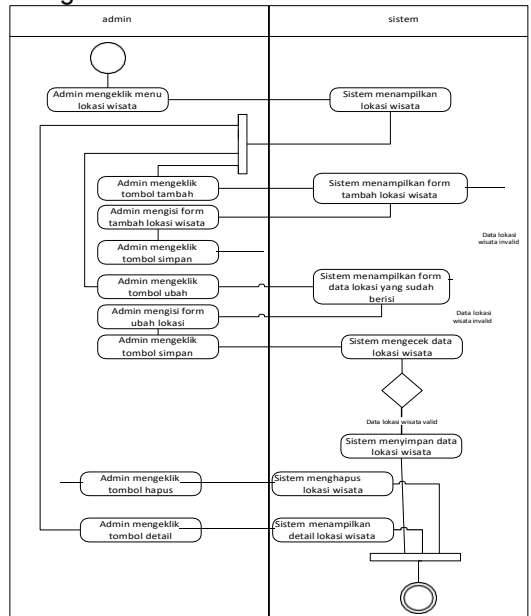 admin
sistem
Admin mengeklik menu
lokasi wisata
Sistem menampilkan
lokasi wisata
Admin mengeklik
tombol tambah
Sistem menampilkan form
tambah lokasi wisata
Admin mengisi form
tambah lokasi wisata
Data lokasi
wisata invalid
Admin mengeklik
tombol simpan
Admin mengeklik
tombol ubah
Sistem menampilkan form
data lokasi yang sudah
berisi
Admin mengisi form
ubah lokasi
Data lokasi
wisata invalid
Admin mengeklik
tombol simpan
Sistem mengecek data
lokasi wisata
Data lokasi wisata valid
Sistem menyimpan data
lokasi wisata
Admin mengeklik
tombol hapus
Sistem menghapus
lokasi wisata
Admin mengeklik
tombol detail
Sistem menampilkan
detail lokasi wisata